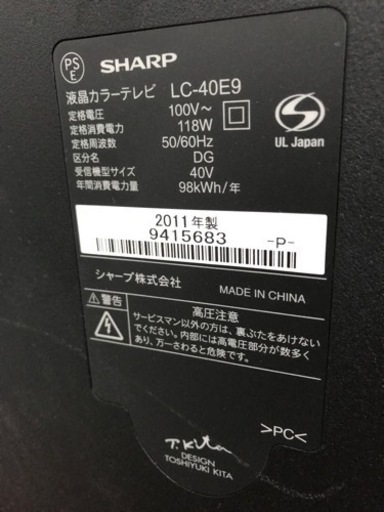 PS
E
SHARP
液晶カラーテレビ LC-40E9
定格電圧 100V～
定格消費電力 118W
定格周波数 50/60Hz
区分名 DG
受信機型サイズ 40V
年間消費電力量 98kWh/年
S
UL Japan
2011年製
9415683 -P-
シャープ株式会社
MADE IN CHINA
警告
高圧注意
サービスマン以外の方は、裏ぶたをあけない
でください。内部には高電圧部分が数多く
あり、万一さわると危険です。
T. Kita
DESIGN
TOSHIYUKI KITA
>PC<